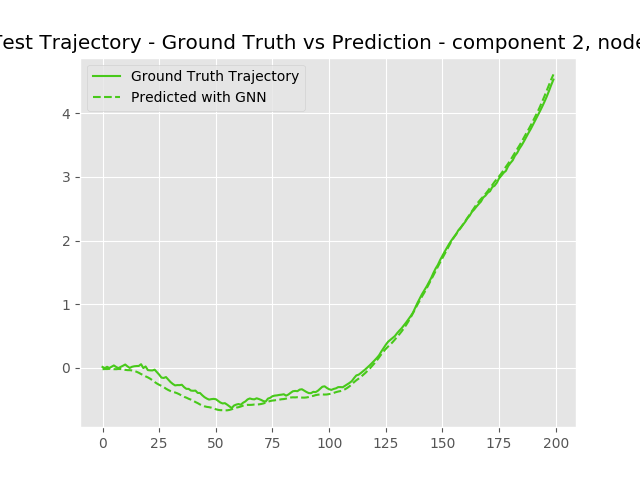 Test Trajectory - Ground Truth vs Prediction - component 2, node
Ground Truth Trajectory
Predicted with GNN
4
3
2
1
0
0 25 50 75 100 125 150 175 200